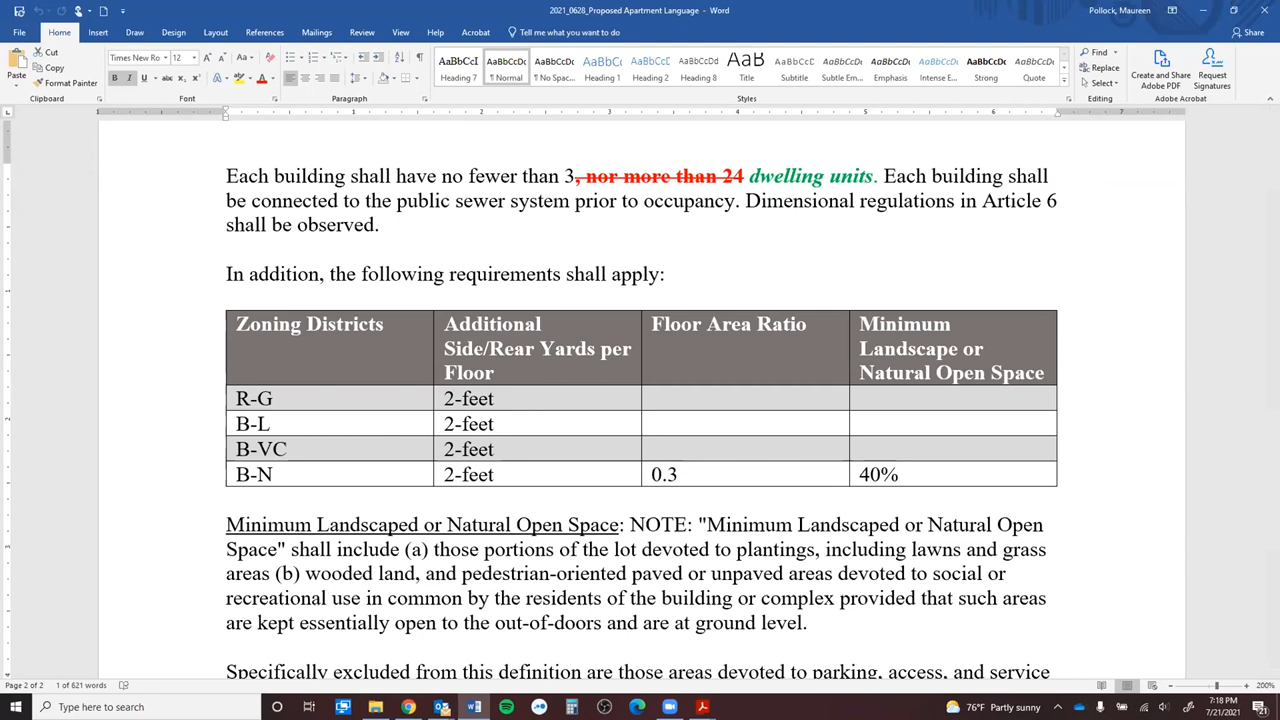 2021_0628_Proposed Apartment Language - Word
Pollock, Maureen
File Home Insert Draw Design Layout References Mailings Review View Help Acrobat Tell me what you want to do Share
Paste
Cut
Copy
Format Painter
Clipboard
Times New Ro 12
Font
Paragraph
AaBbCcI AaBbCcDc AaBbCcDc AaBbCcI AaBbCcD AaBbCcDd AaB AaBbCcD AaBbCcDd AaBbCcDd AaBbCcDd AaBbCcDc AaBbCcDd
Heading 7 ¶ Normal ¶ No Spac... Heading 1 Heading 2 Heading 8 Title Subtitle Subtle Em... Emphasis Intense E... Strong Quote
Styles
Find
Replace
Select
Editing
Create and Share Adobe PDF
Request Signatures
Adobe Acrobat
Each building shall have no fewer than 3, nor more than 24 dwelling units. Each building shall
be connected to the public sewer system prior to occupancy. Dimensional regulations in Article 6
shall be observed.
In addition, the following requirements shall apply:
Zoning Districts Additional Side/Rear Yards per Floor Floor Area Ratio Minimum Landscape or Natural Open Space
R-G 2-feet
B-L 2-feet
B-VC 2-feet
B-N 2-feet 0.3 40%
Minimum Landscaped or Natural Open Space: NOTE: "Minimum Landscaped or Natural Open
Space" shall include (a) those portions of the lot devoted to plantings, including lawns and grass
areas (b) wooded land, and pedestrian-oriented paved or unpaved areas devoted to social or
recreational use in common by the residents of the building or complex provided that such areas
are kept essentially open to the out-of-doors and are at ground level.
Specifically excluded from this definition are those areas devoted to parking, access, and service
Page 2 of 2 1 of 621 words 200%
Type here to search
76°F Partly sunny
7:18 PM
7/21/2021